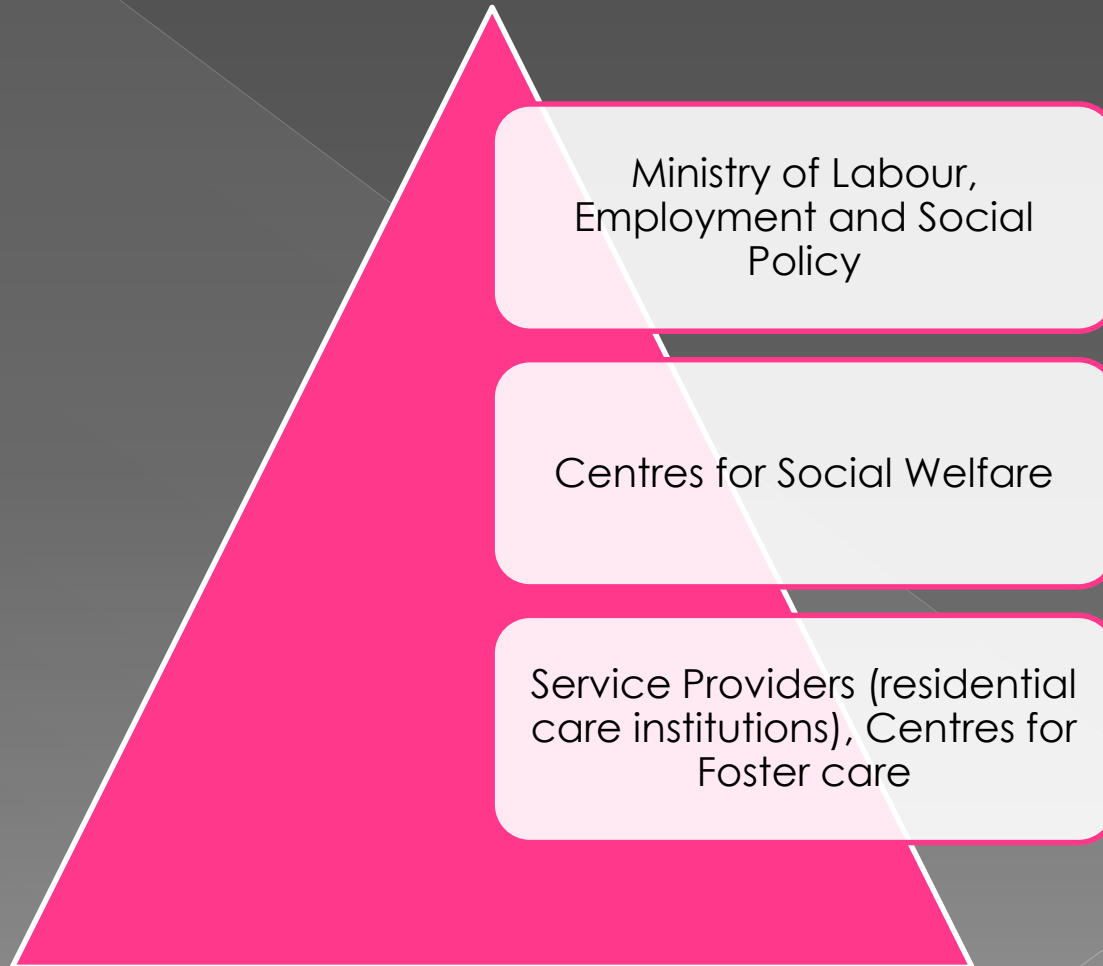 Ministry of Labour,
Employment and Social
Policy
Centres for Social Welfare
Service Providers (residential
care institutions), Centres for
Foster care